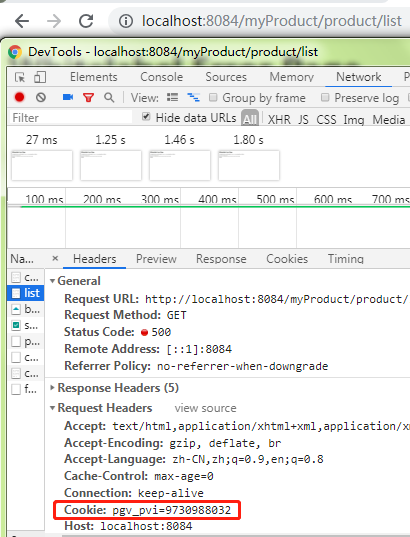 localhost:8084/myProduct/product/list
DevTools - localhost:8084/myProduct/product/list
Elements Console Sources Network
View: Group by frame Preserve log
Filter Hide data URLs All XHR JS CSS Img Media
27 ms 1.25 s 1.46 s 1.80 s
100 ms 200 ms 300 ms 400 ms 500 ms 600 ms 700 ms
Na... × Headers Preview Response Cookies Timing
c...
list
b...
s...
p...
c...
c...
f...
General
Request URL: http://localhost:8084/myProduct/product/
Request Method: GET
Status Code: 500
Remote Address: [::1]:8084
Referrer Policy: no-referrer-when-downgrade
Response Headers (5)
Request Headers view source
Accept: text/html,application/xhtml+xml,application/x
Accept-Encoding: gzip, deflate, br
Accept-Language: zh-CN,zh;q=0.9,en;q=0.8
Cache-Control: max-age=0
Connection: keep-alive
Cookie: pgv_pvi=9730988032
Host: localhost:8084